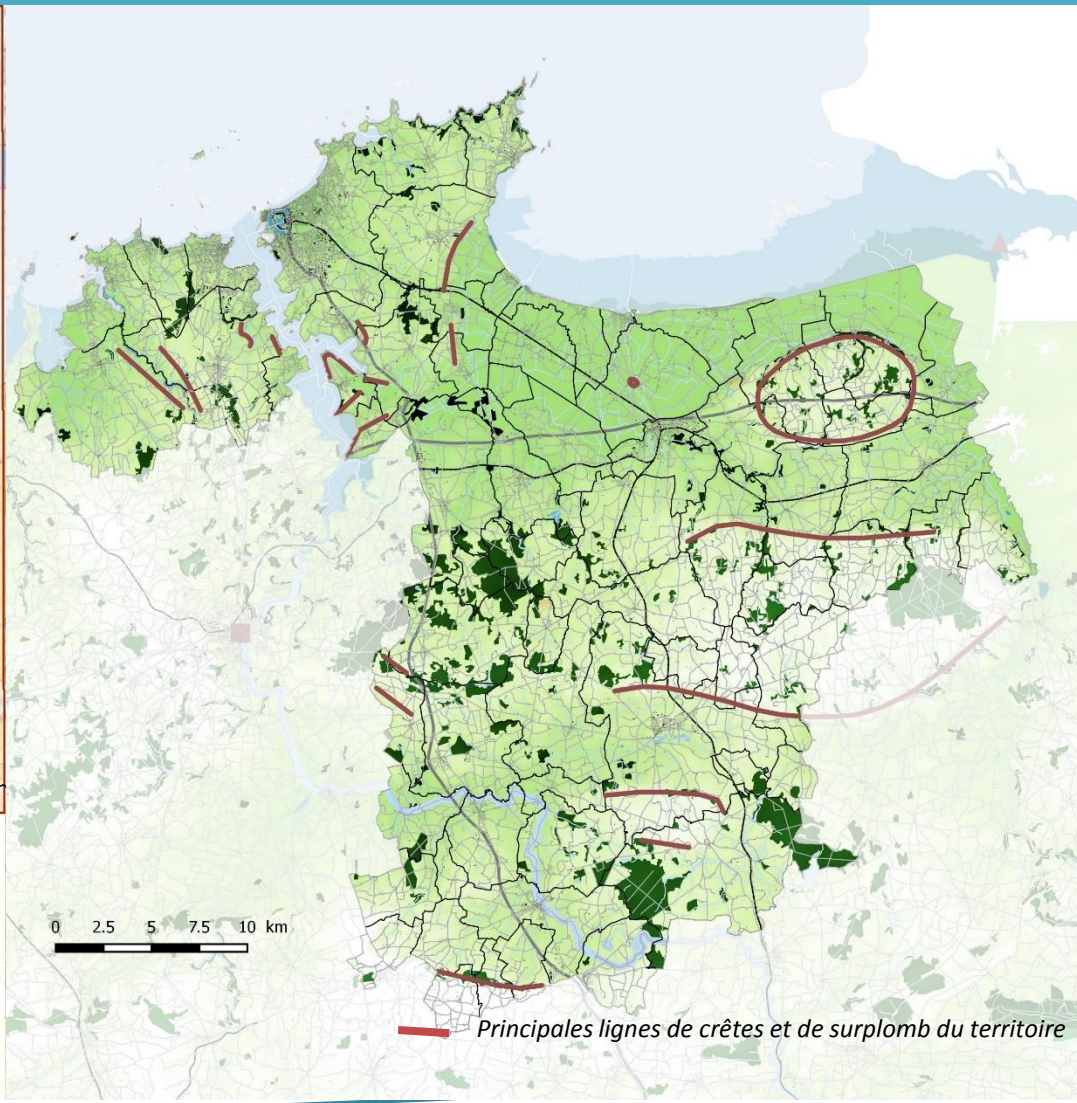 0 2.5 5 7.5 10 km
Principales lignes de crêtes et de surplomb du territoire